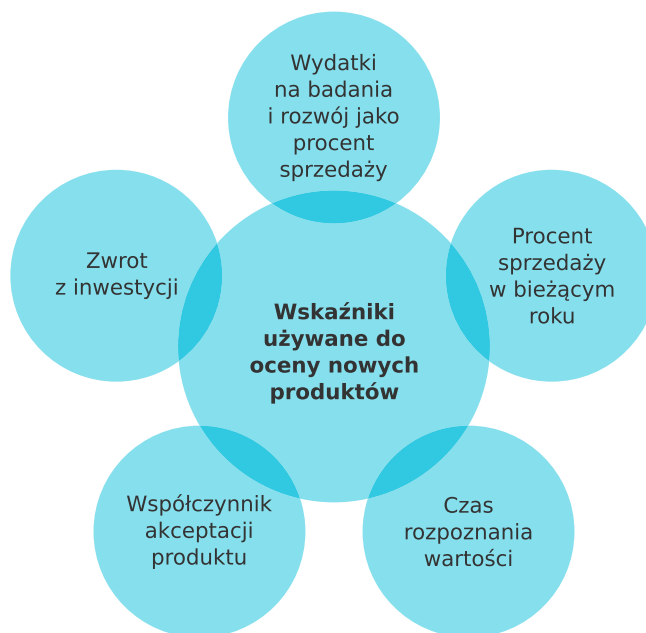 Wydatki
na badania
i rozwój jako
procent
sprzedaży
Zwrot
z inwestycji
Procent
sprzedaży
w bieżącym
roku
Wskaźniki
używane do
oceny nowych
produktów
Współczynnik
akceptacji
produktu
Czas
rozpoznania
wartości